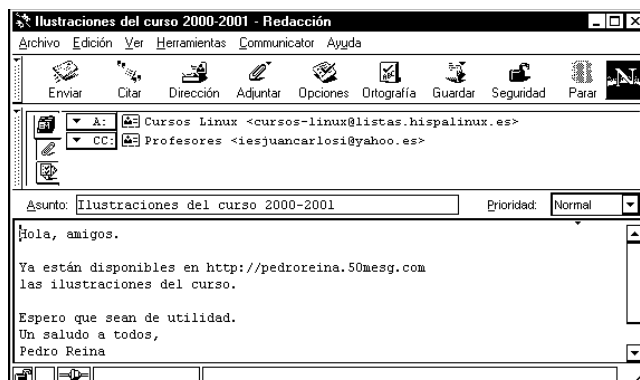 Ilustraciones del curso 2000-2001 - Redacción
Archivo Edición Ver Herramientas Communicator Ayuda
Enviar Citar Dirección Adjuntar Opciones Ortografía Guardar Seguridad Parar N
A: Cursos Linux <cursos-linux@listas.hispalinux.es>
CC: Profesores <iesjuancarlosi@yahoo.es>
Asunto: Ilustraciones del curso 2000-2001 Prioridad: Normal
Hola, amigos.
Ya están disponibles en http://pedroreina.50mesg.com
las ilustraciones del curso.
Espero que sean de utilidad.
Un saludo a todos,
Pedro Reina